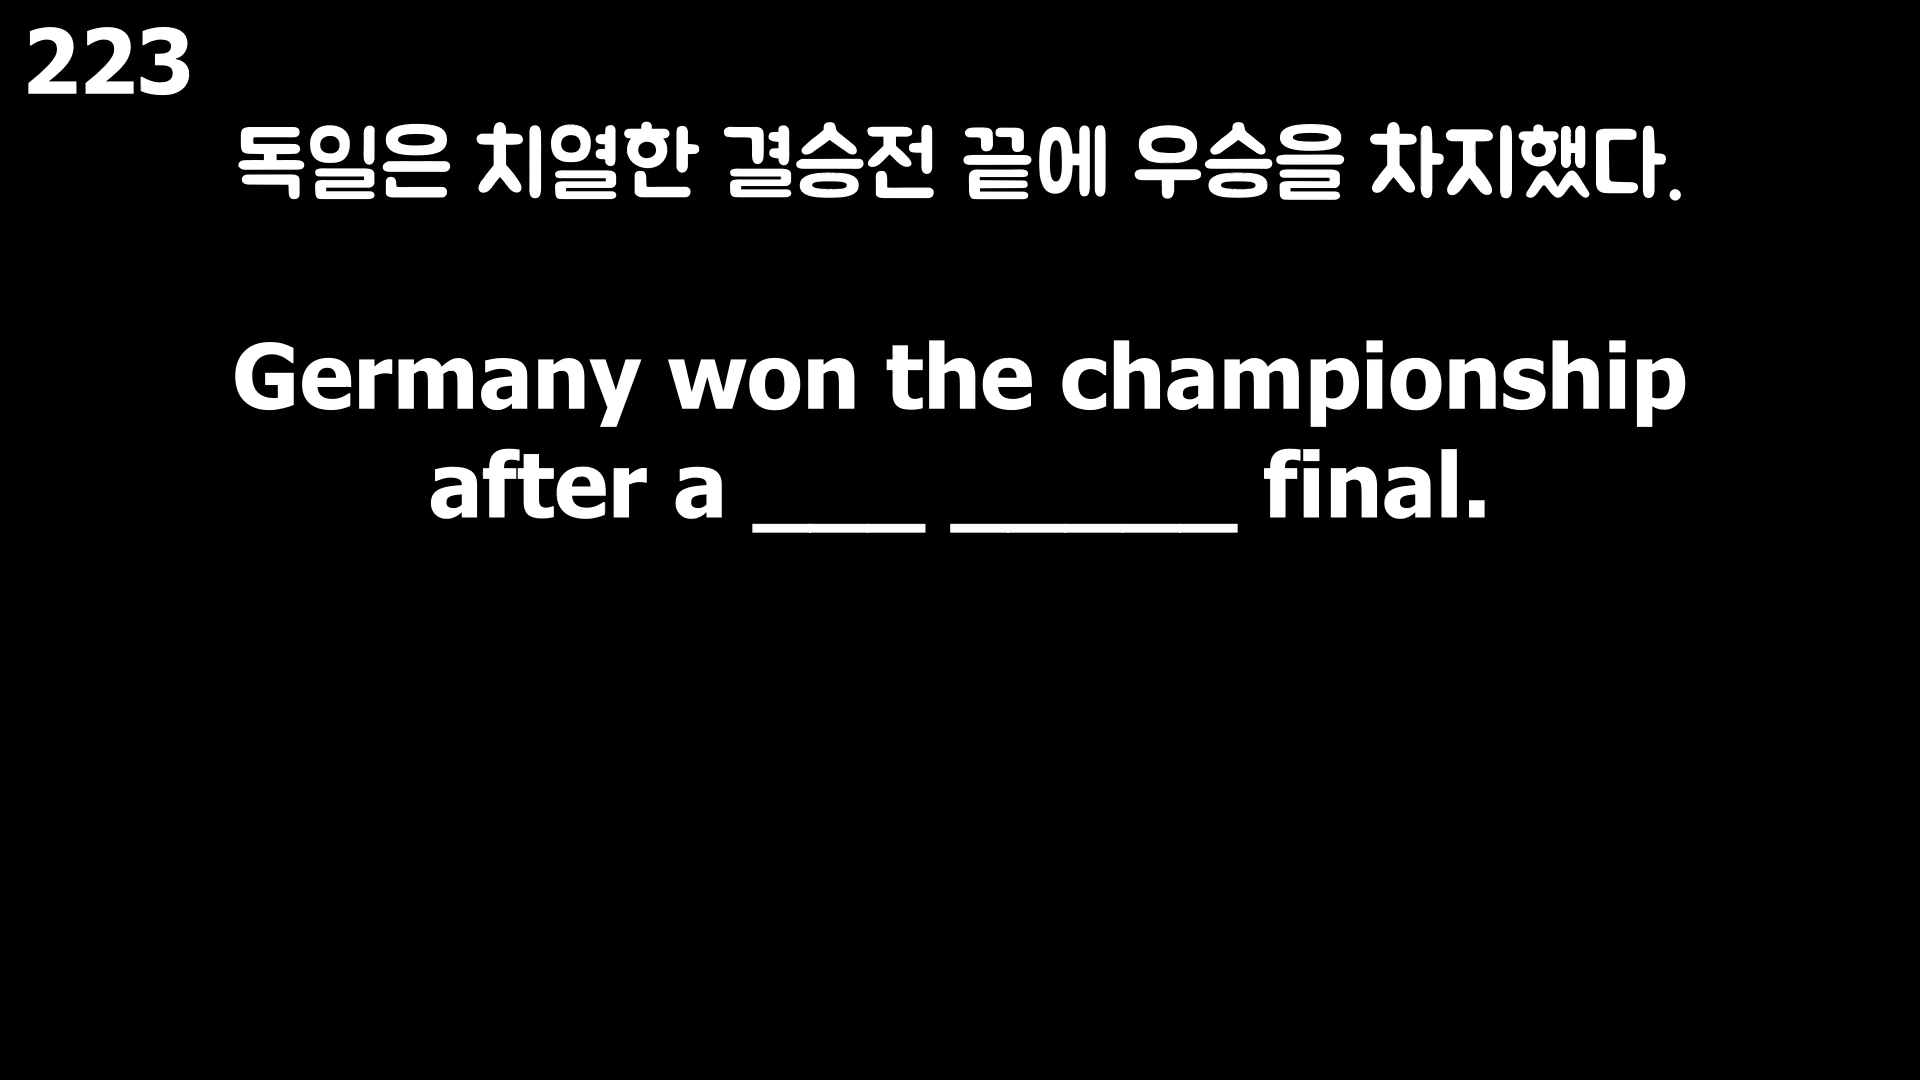 223
독일은 치열한 결승전 끝에 우승을 차지했다.
Germany won the championship
after a ___ _____ final.